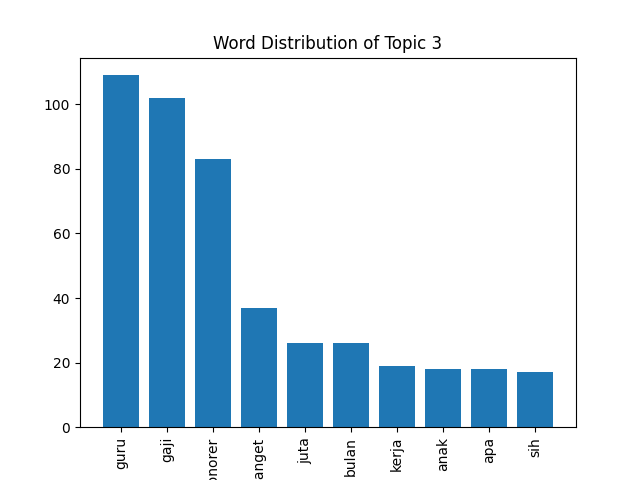 Word Distribution of Topic 3
100
80
60
40
20
0
guru
gaji
onorer
anget
juta
bulan
kerja
anak
apa
sih